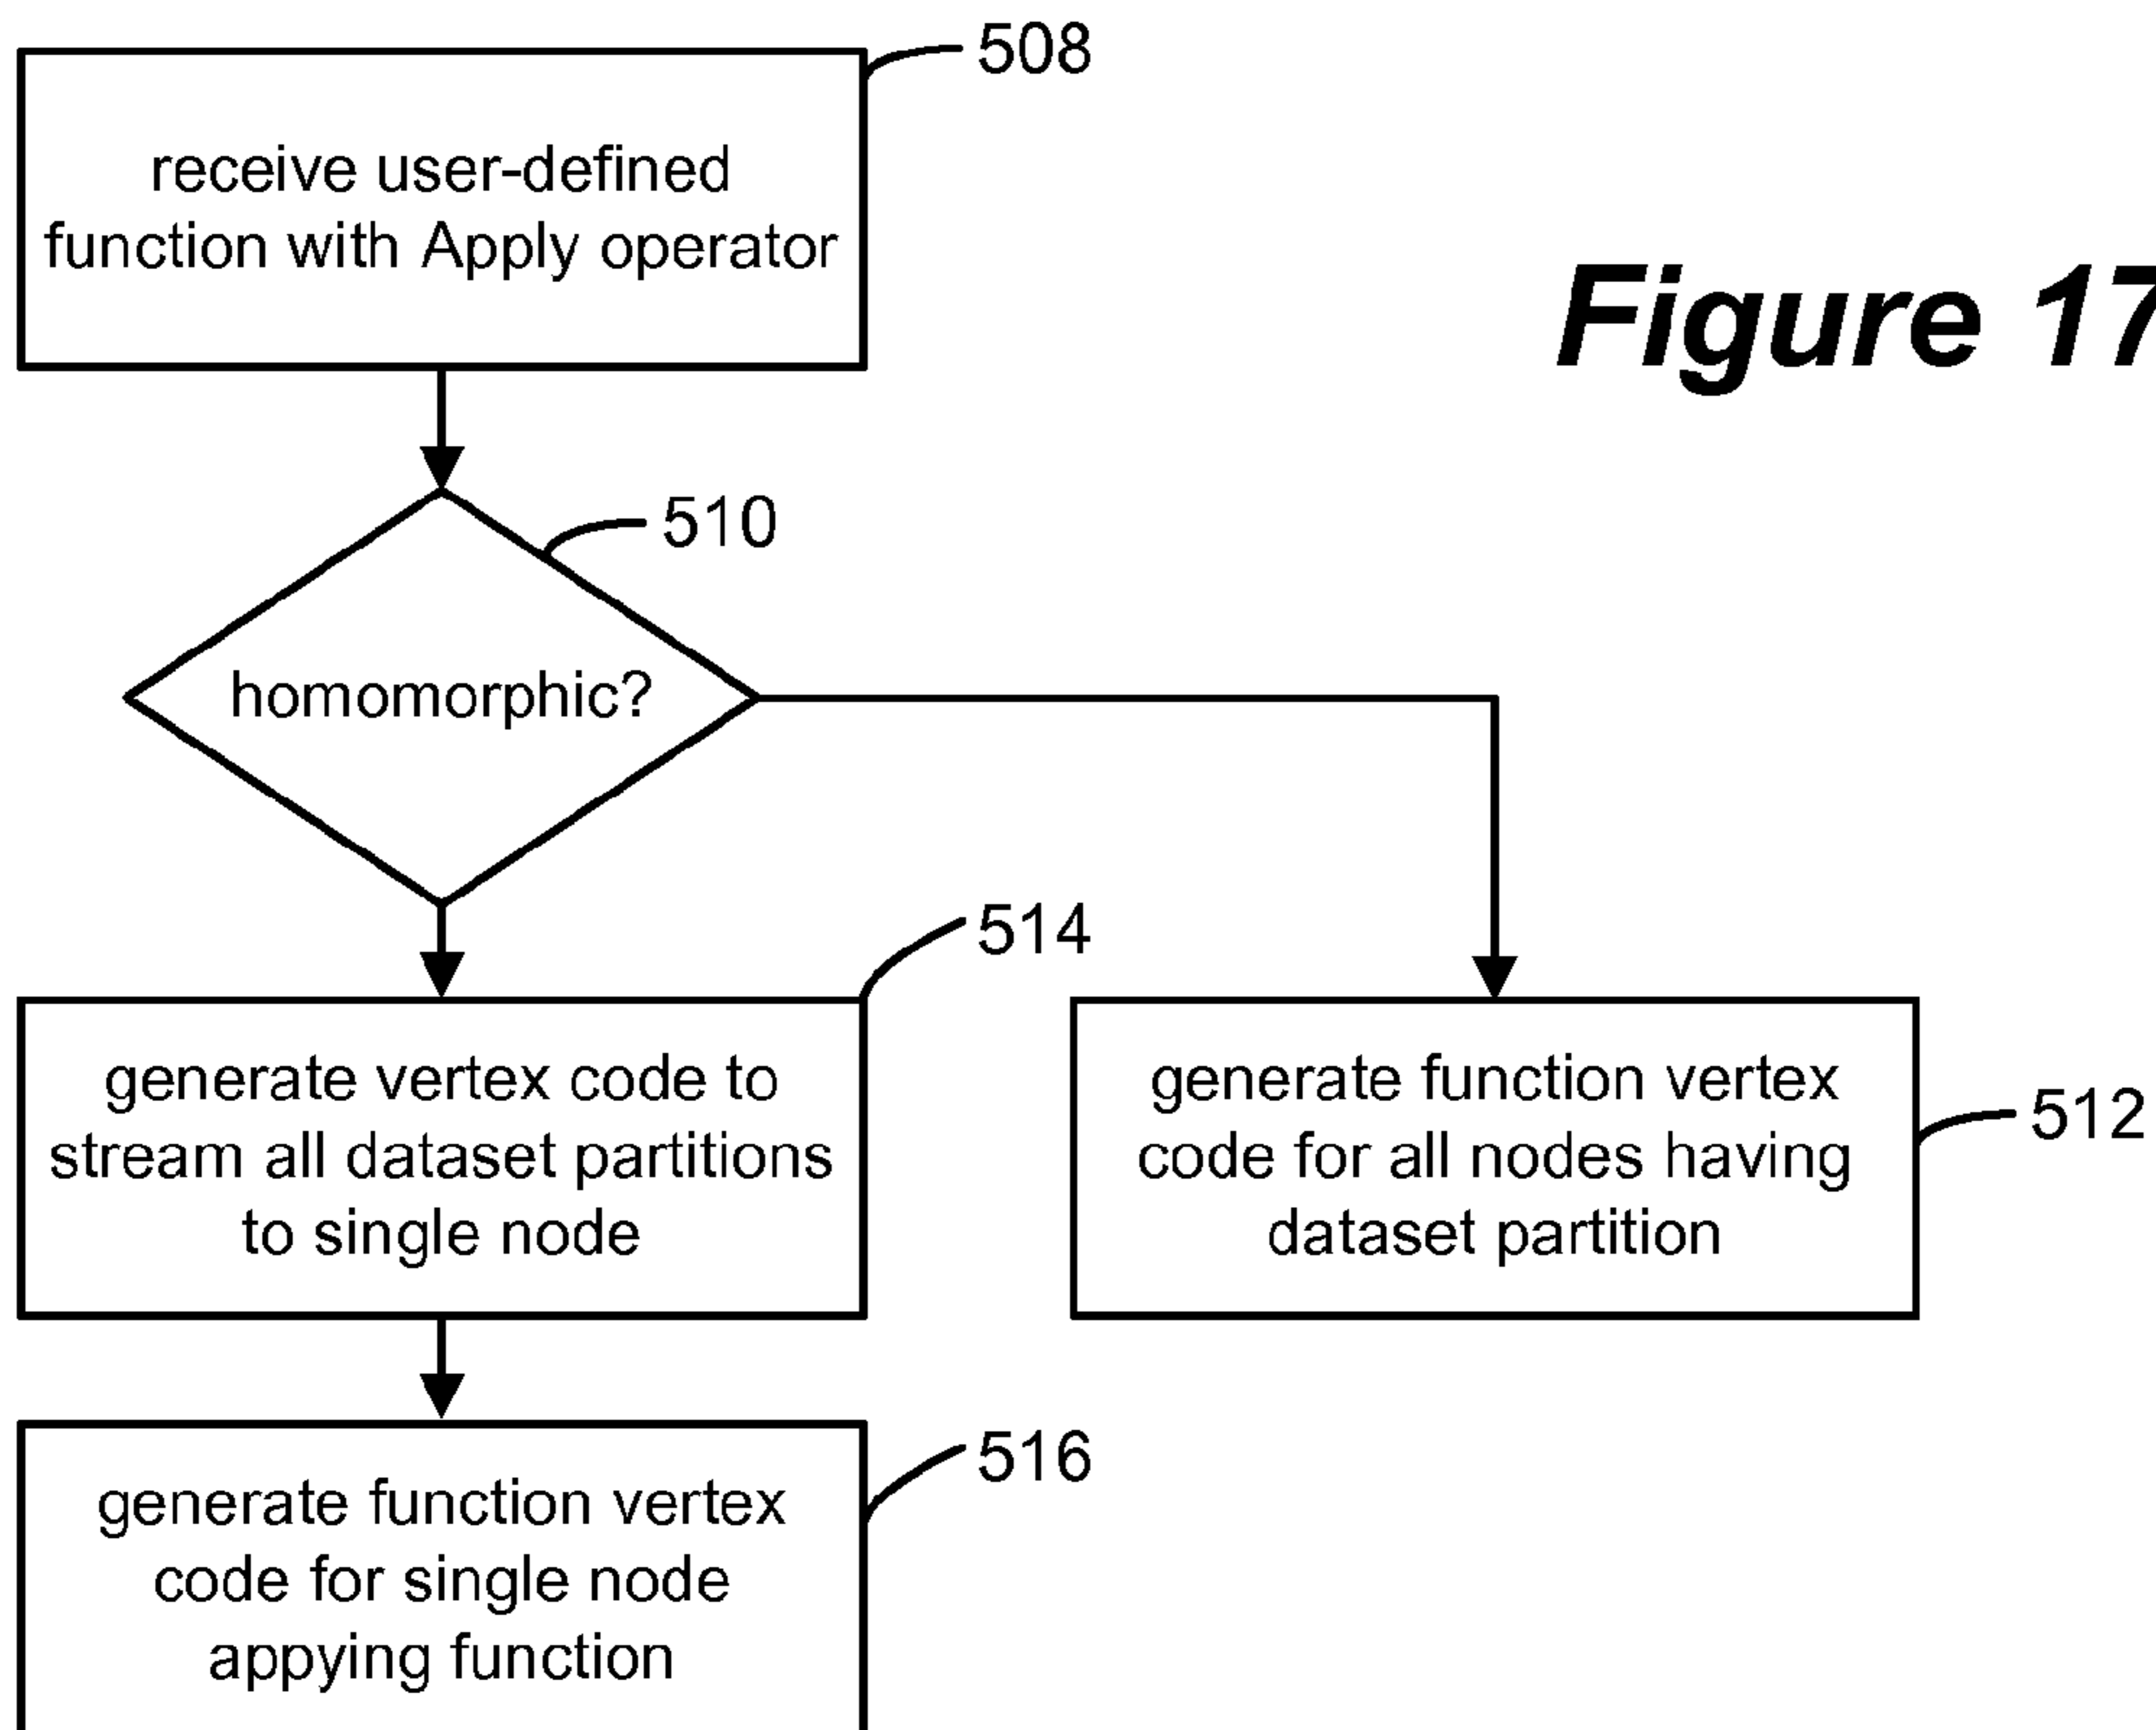 508
receive user-defined
function with Apply operator
Figure 17
510
homomorphic?
514
generate vertex code to
stream all dataset partitions
to single node
generate function vertex
code for all nodes having
dataset partition
512
516
generate function vertex
code for single node
appying function